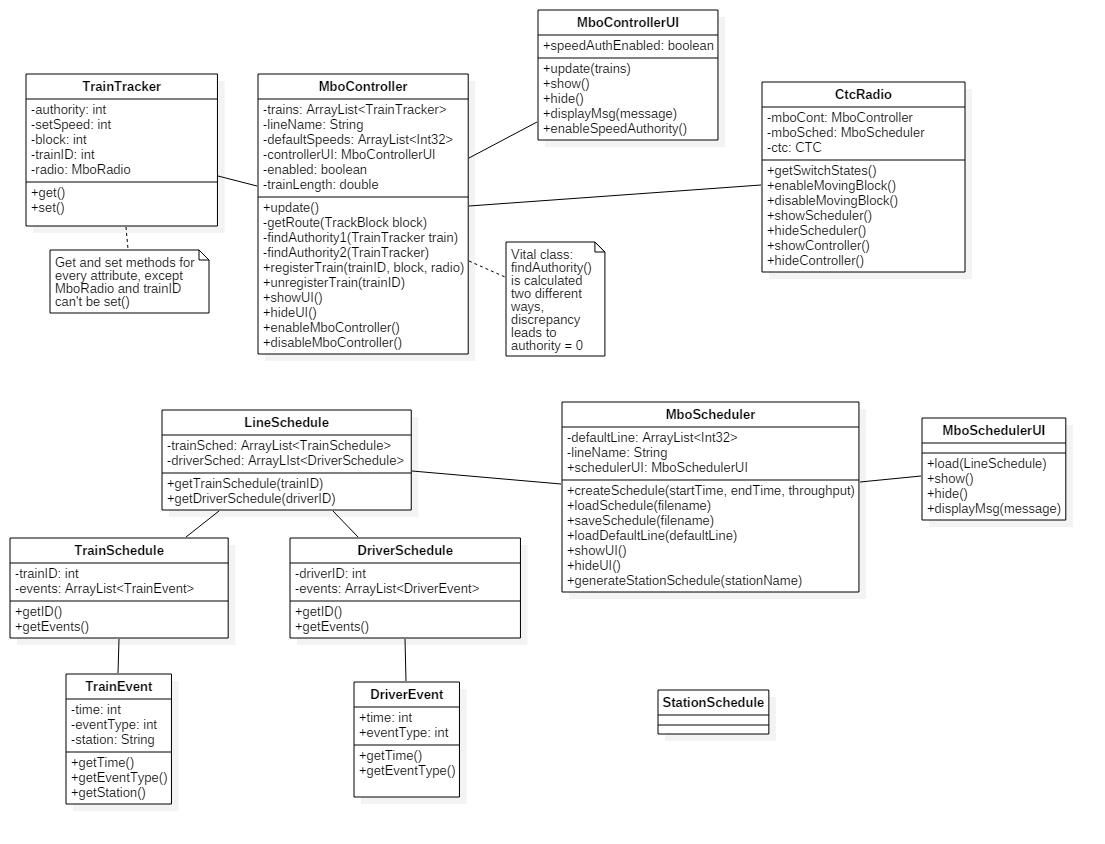 MboControllerUI
+speedAuthEnabled: boolean
+update(trains)
+show()
+hide()
+displayMsg(message)
+enableSpeedAuthority()
TrainTracker
-authority: int
-setSpeed: int
-block: int
-trainID: int
-radio: MboRadio
+get()
+set()
MboController
-trains: ArrayList<TrainTracker>
-lineName: String
-defaultSpeeds: ArrayList<Int32>
-controllerUI: MboControllerUI
-enabled: boolean
-trainLength: double
+update()
-getRoute(TrackBlock block)
-findAuthority1(TrainTracker train)
-findAuthority2(TrainTracker)
+registerTrain(trainID, block, radio)
+unregisterTrain(trainID)
+showUI()
+hideUI()
+enableMboController()
+disableMboController()
CtcRadio
-mboCont: MboController
-mboSched: MboScheduler
-ctc: CTC
+getSwitchStates()
+enableMovingBlock()
+disableMovingBlock()
+showScheduler()
+hideScheduler()
+showController()
+hideController()
Get and set methods for
every attribute, except
MboRadio and trainID
can't be set()
Vital class:
findAuthority()
is calculated
two different
ways,
discrepancy
leads to
authority = 0
LineSchedule
-trainSched: ArrayList<TrainSchedule>
-driverSched: ArrayLIst<DriverSchedule>
+getTrainSchedule(trainID)
+getDriverSchedule(driverID)
MboScheduler
-defaultLine: ArrayList<Int32>
-lineName: String
+schedulerUI: MboSchedulerUI
+createSchedule(startTime, endTime, throughput)
+loadSchedule(filename)
+saveSchedule(filename)
+loadDefaultLine(defaultLine)
+showUI()
+hideUI()
+generateStationSchedule(stationName)
MboSchedulerUI
+load(LineSchedule)
+show()
+hide()
+displayMsg(message)
TrainSchedule
-trainID: int
-events: ArrayList<TrainEvent>
+getID()
+getEvents()
DriverSchedule
-driverID: int
-events: ArrayList<DriverEvent>
+getID()
+getEvents()
TrainEvent
-time: int
-eventType: int
-station: String
+getTime()
+getEventType()
+getStation()
DriverEvent
+time: int
+eventType: int
+getTime()
+getEventType()
StationSchedule